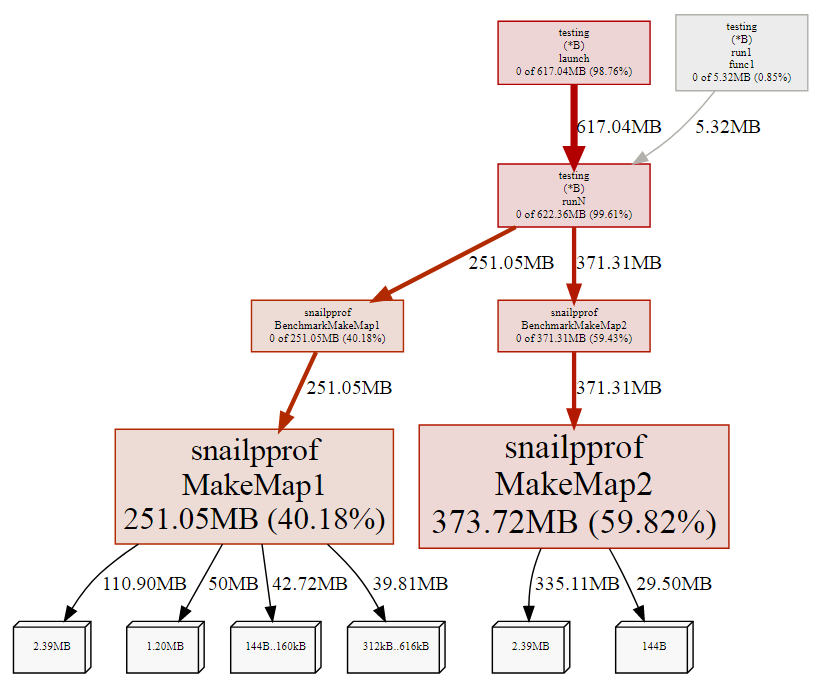 testing
(*B)
launch
0 of 617.04MB (98.76%)
testing
(*B)
run1
func1
0 of 5.32MB (0.85%)
617.04MB
5.32MB
testing
(*B)
runN
0 of 622.36MB (99.61%)
251.05MB
371.31MB
snailpprof
BenchmarkMakeMap1
0 of 251.05MB (40.18%)
snailpprof
BenchmarkMakeMap2
0 of 371.31MB (59.43%)
251.05MB
371.31MB
snailpprof
MakeMap1
251.05MB (40.18%)
snailpprof
MakeMap2
373.72MB (59.82%)
110.90MB
50MB
42.72MB
39.81MB
335.11MB
29.50MB
2.39MB
1.20MB
144B..160kB
312kB..616kB
2.39MB
144B